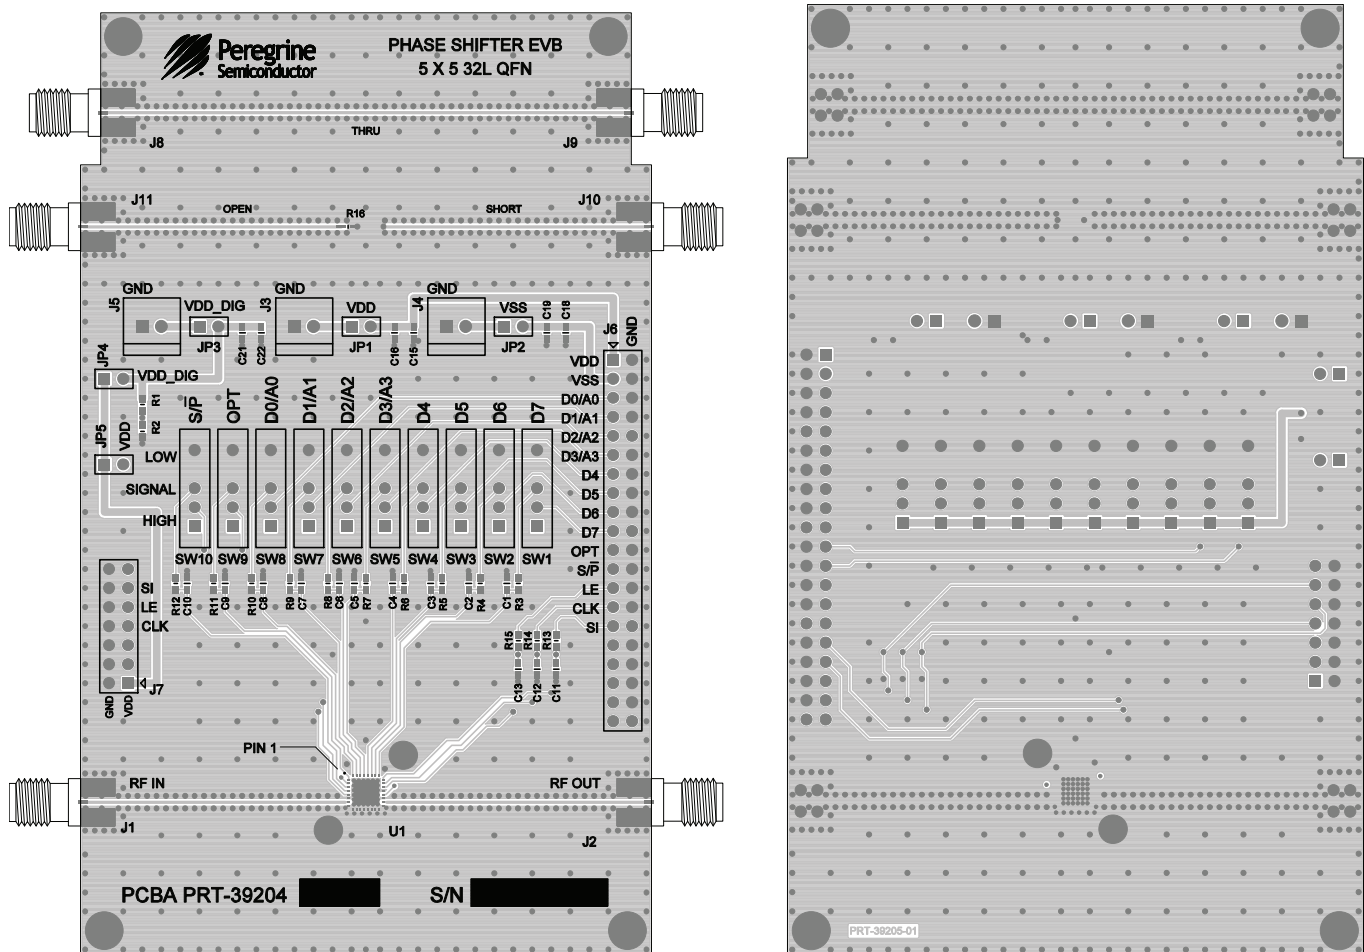 Peregrine
Semiconductor
PHASE SHIFTER EVB
5 X 5 32L QFN
THRU
J8
J9
J11
J10
OPEN
R16
SHORT
J5
GND
VDD_DIG
JP3
C21
C22
J3
GND
VDD
JP1
C16
C15
J4
GND
VSS
JP2
C19
C18
J6
GND
JP4
VDD_DIG
R1
R2
JP5
VDD
S/P̅
OPT
D0/A0
D1/A1
D2/A2
D3/A3
D4
D5
D6
D7
LOW
SIGNAL
HIGH
VDD
VSS
D0/A0
D1/A1
D2/A2
D3/A3
D4
D5
D6
D7
OPT
S/P̅
LE
CLK
SI
SW10
SW9
SW8
SW7
SW6
SW5
SW4
SW3
SW2
SW1
R12
C10
R11
C9
R10
C8
R9
C7
R8
C6
C5
R7
C4
R6
C3
R5
C2
R4
C1
R3
SI
LE
CLK
J7
GND
VDD
R15
R14
R13
C13
C12
C11
PIN 1
RF IN
RF OUT
J1
U1
J2
PCBA PRT-39204
S/N
PRT-39205-01